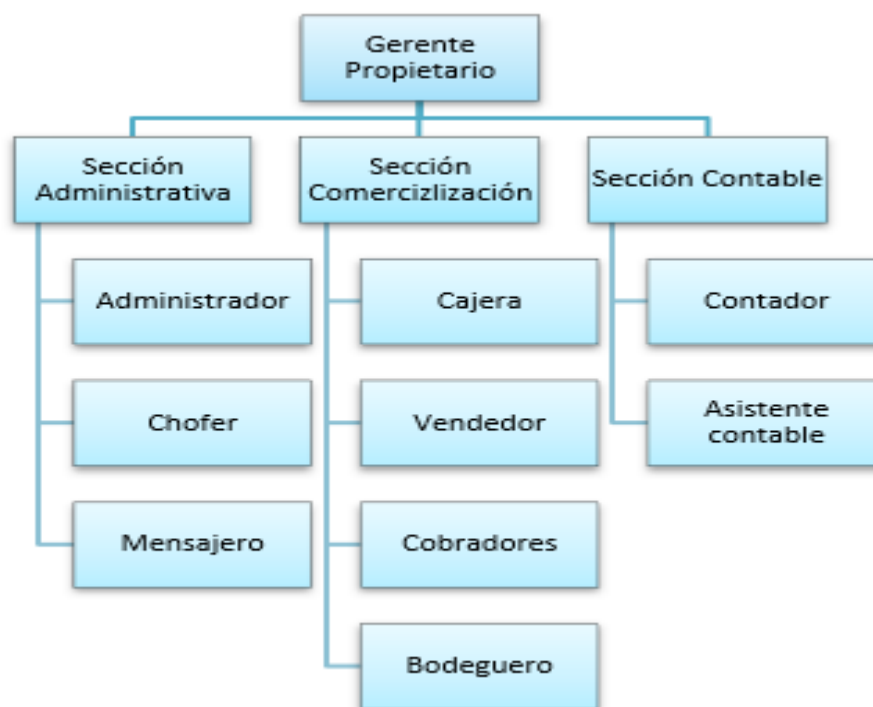 Gerente
Propietario
Sección
Administrativa
Sección
Comercizlización
Sección Contable
Administrador
Cajera
Contador
Chofer
Vendedor
Asistente
contable
Mensajero
Cobradores
Bodeguero